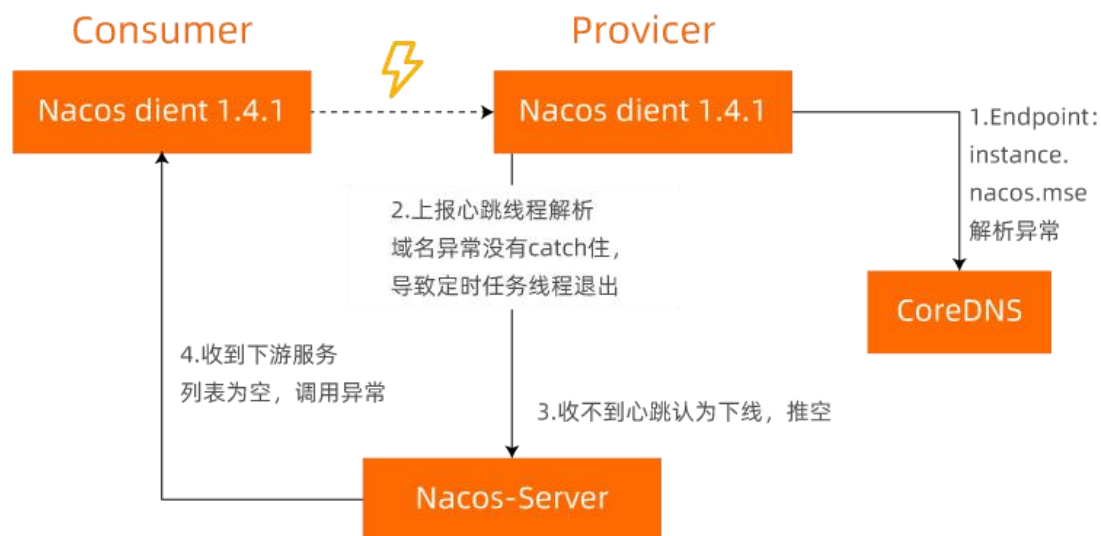 Consumer
Provicer
Nacos dient 1.4.1
Nacos dient 1.4.1
1.Endpoint:
instance.
nacos.mse
解析异常
2.上报心跳线程解析
域名异常没有catch住，
导致定时任务线程退出
CoreDNS
4.收到下游服务
列表为空，调用异常
3.收不到心跳认为下线，推空
Nacos-Server